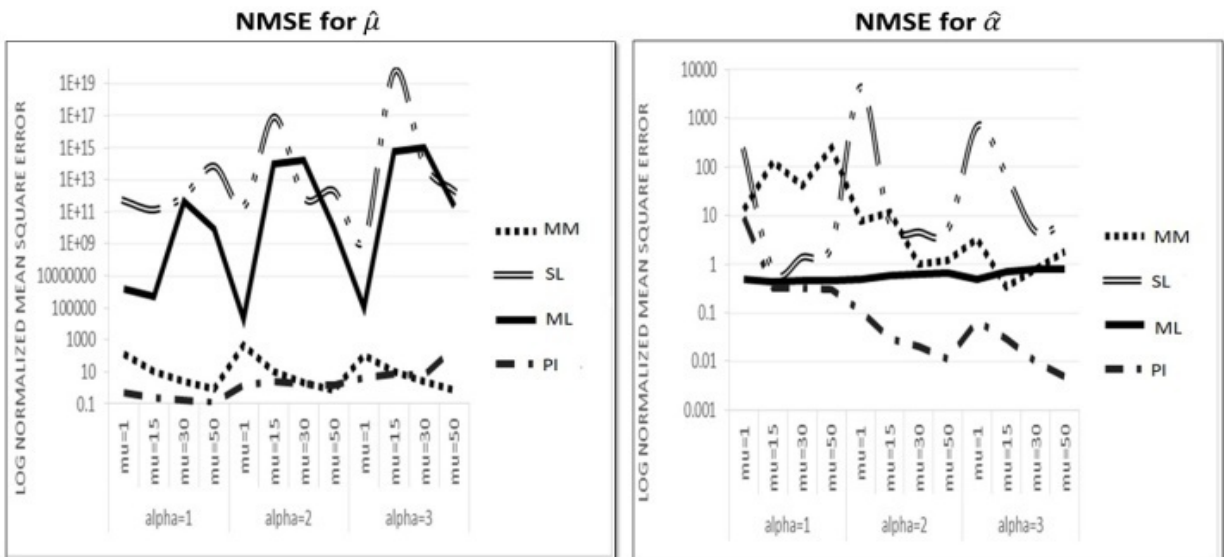 NMSE for μ̂
LOG NORMALIZED MEAN SQUARE ERROR
1E+19
1E+17
1E+15
1E+13
1E+11
1E+09
10000000
100000
1000
10
0.1
mu=1
mu=15
mu=30
mu=50
mu=1
mu=15
mu=30
mu=50
mu=1
mu=15
mu=30
mu=50
alpha=1
alpha=2
alpha=3
MM
SL
ML
PI
NMSE for α̂
LOG NORMALIZED MEAN SQUARE ERROR
10000
1000
100
10
1
0.1
0.01
0.001
mu=1
mu=15
mu=30
mu=50
mu=1
mu=15
mu=30
mu=50
mu=1
mu=15
mu=30
mu=50
alpha=1
alpha=2
alpha=3
MM
SL
ML
PI